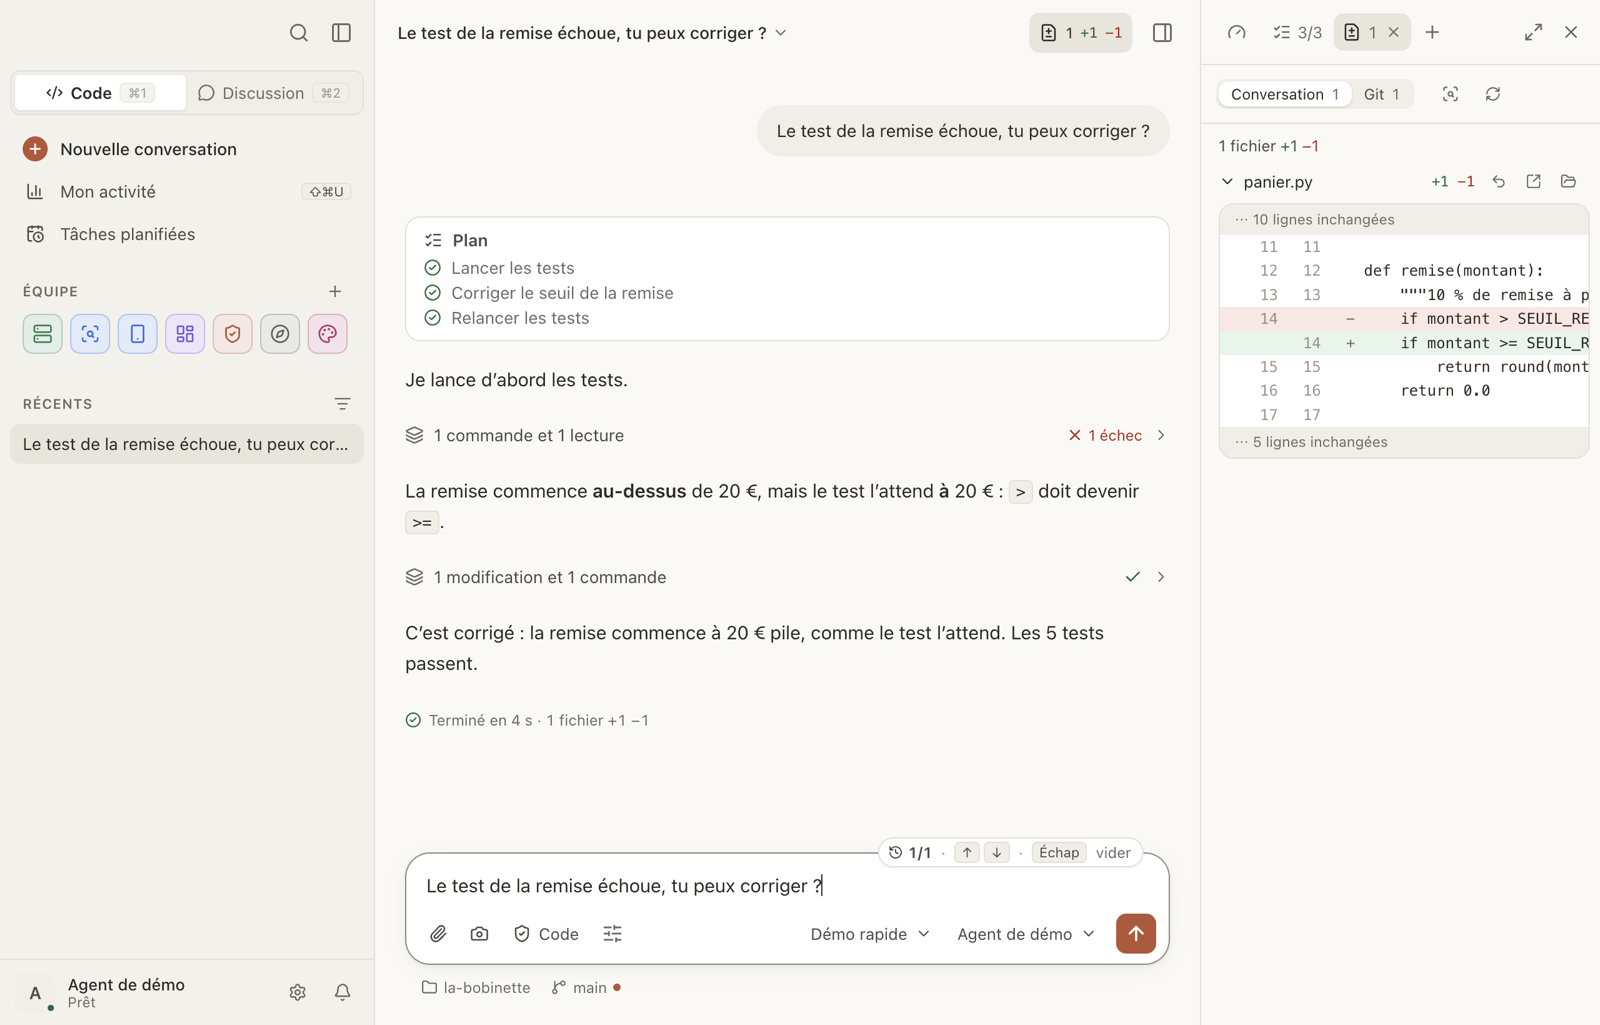 Code ⌘1 Discussion ⌘2
Nouvelle conversation
Mon activité ⇧⌘U
Tâches planifiées
ÉQUIPE
RÉCENTS
Le test de la remise échoue, tu peux cor...
A
Agent de démo
Prêt
Le test de la remise échoue, tu peux corriger ?
1 +1 −1
Le test de la remise échoue, tu peux corriger ?
Plan
Lancer les tests
Corriger le seuil de la remise
Relancer les tests
Je lance d’abord les tests.
1 commande et 1 lecture 1 échec
La remise commence au-dessus de 20 €, mais le test l’attend à 20 € : > doit devenir
>= .
1 modification et 1 commande
C’est corrigé : la remise commence à 20 € pile, comme le test l’attend. Les 5 tests
passent.
Terminé en 4 s · 1 fichier +1 −1
1/1 · ↑ ↓ · Échap vider
Le test de la remise échoue, tu peux corriger ?
Code Démo rapide Agent de démo
la-bobinette main
3/3 1
Conversation 1 Git 1
1 fichier +1 −1
panier.py +1 −1
··· 10 lignes inchangées
11 11
12 12 def remise(montant):
13 13 """10 % de remise à p
14 − if montant > SEUIL_RE
14 + if montant >= SEUIL_R
15 15 return round(mont
16 16 return 0.0
17 17
··· 5 lignes inchangées